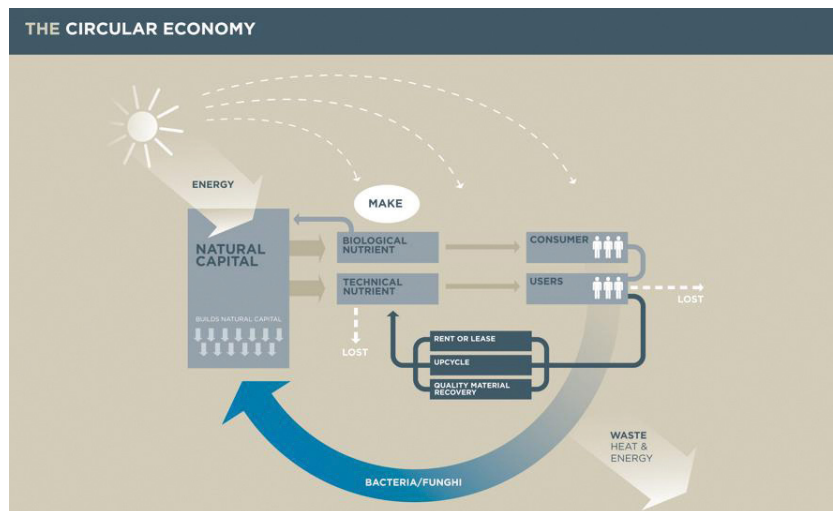 THE CIRCULAR ECONOMY
ENERGY
MAKE
NATURAL
CAPITAL
BIOLOGICAL
NUTRIENT
CONSUMER
TECHNICAL
NUTRIENT
USERS
LOST
BUILDS NATURAL CAPITAL
LOST
RENT OR LEASE
UPCYCLE
QUALITY MATERIAL
RECOVERY
WASTE
HEAT &
ENERGY
BACTERIA/FUNGHI